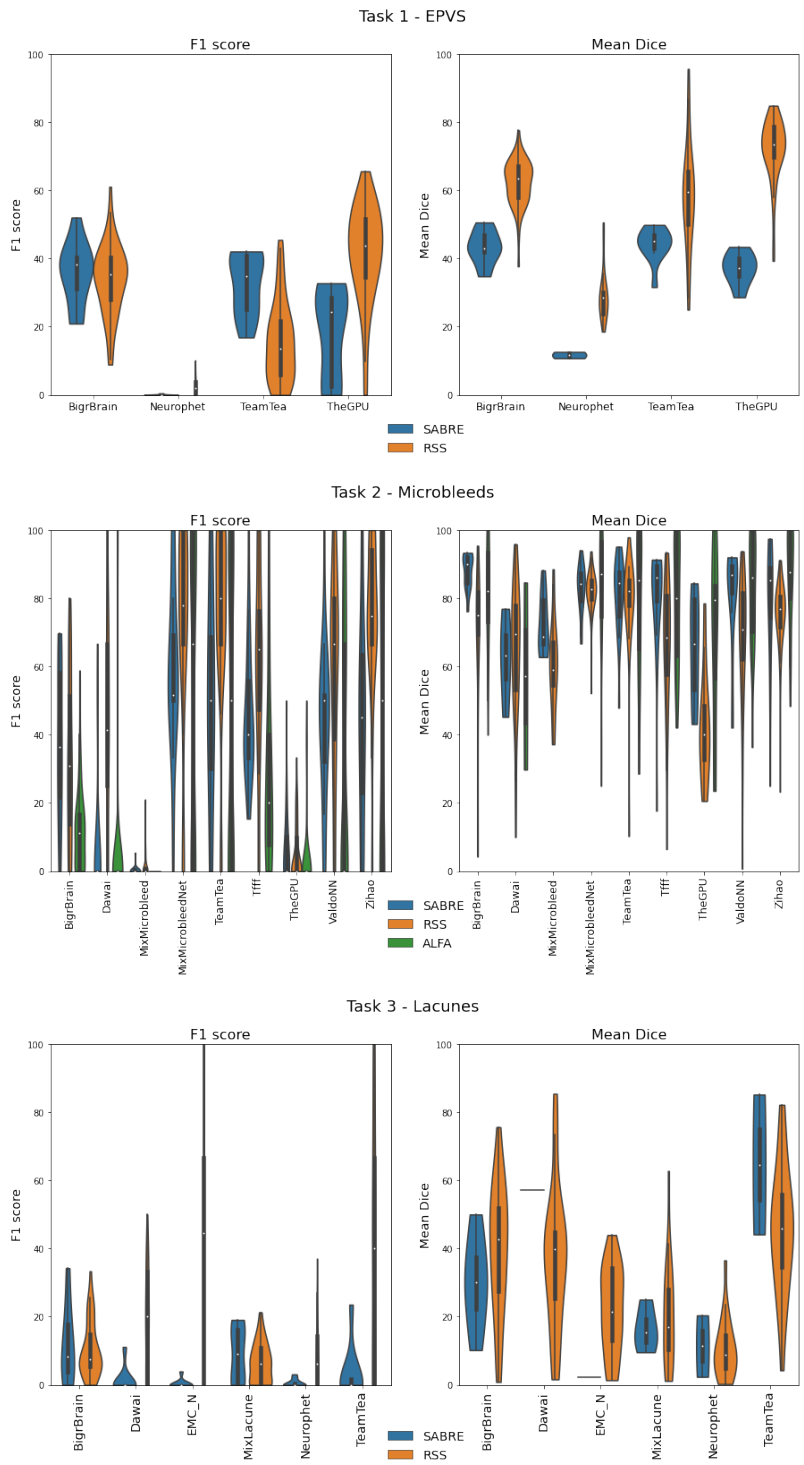 Task 1 - EPVS
F1 score
Mean Dice
F1 score
100
80
60
40
20
0
BigrBrain
Neurophet
TeamTea
TheGPU
Mean Dice
100
80
60
40
20
0
BigrBrain
Neurophet
TeamTea
TheGPU
SABRE
RSS
Task 2 - Microbleeds
F1 score
Mean Dice
F1 score
100
80
60
40
20
0
BigrBrain
Dawai
MixMicrobleed
MixMicrobleedNet
TeamTea
Tfff
TheGPU
ValdoNN
Zihao
Mean Dice
100
80
60
40
20
0
BigrBrain
Dawai
MixMicrobleed
MixMicrobleedNet
TeamTea
Tfff
TheGPU
ValdoNN
Zihao
SABRE
RSS
ALFA
Task 3 - Lacunes
F1 score
Mean Dice
F1 score
100
80
60
40
20
0
BigrBrain
Dawai
EMC_N
MixLacune
Neurophet
TeamTea
Mean Dice
100
80
60
40
20
0
BigrBrain
Dawai
EMC_N
MixLacune
Neurophet
TeamTea
SABRE
RSS